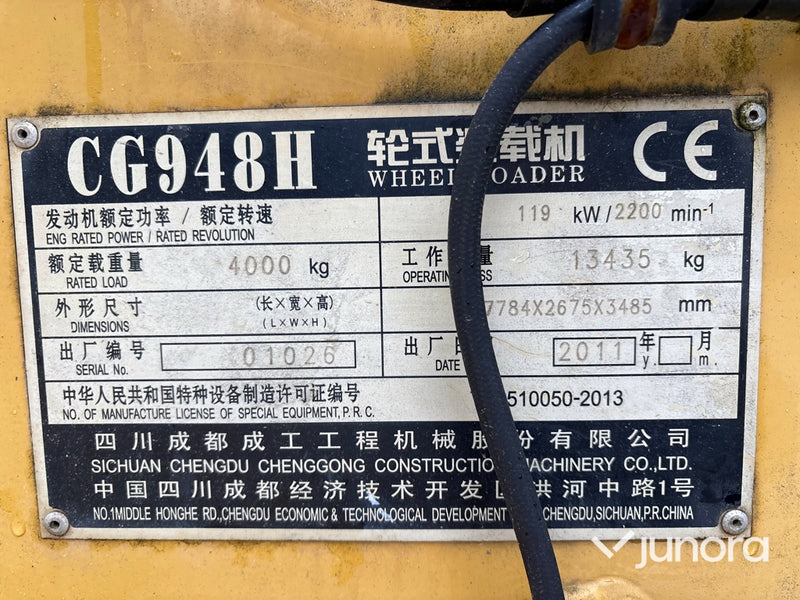 CG948H 轮式 载机 CE
WHEEL OADER
发动机额定功率 / 额定转速 119 kW / 2200 min-1
ENG RATED POWER / RATED REVOLUTION
额定载重量 4000 kg 工作 量 13435 kg
RATED LOAD OPERATIN SS
外形尺寸 (长×宽×高) 7784X2675X3485 mm
DIMENSIONS (L×W×H)
出厂编号 01026 出厂日 2011 年 月
SERIAL No. DATE y. m.
中华人民共和国特种设备制造许可证编号 510050-2013
NO. OF MANUFACTURE LICENSE OF SPECIAL EQUIPMENT, P. R. C.
四川成都成工工程机械股份有限公司
SICHUAN CHENGDU CHENGGONG CONSTRUCTION MACHINERY CO.,LTD.
中国四川成都经济技术开发区洪河中路1号
NO.1MIDDLE HONGHE RD.,CHENGDU ECONOMIC & TECHNOLOGICAL DEVELOPMENT CHENGDU,SICHUAN,P.R.CHINA
junora